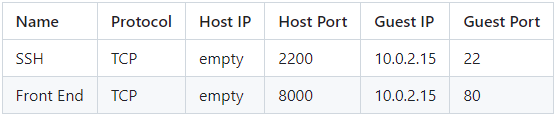 Name Protocol Host IP Host Port Guest IP Guest Port
SSH TCP empty 2200 10.0.2.15 22
Front End TCP empty 8000 10.0.2.15 80